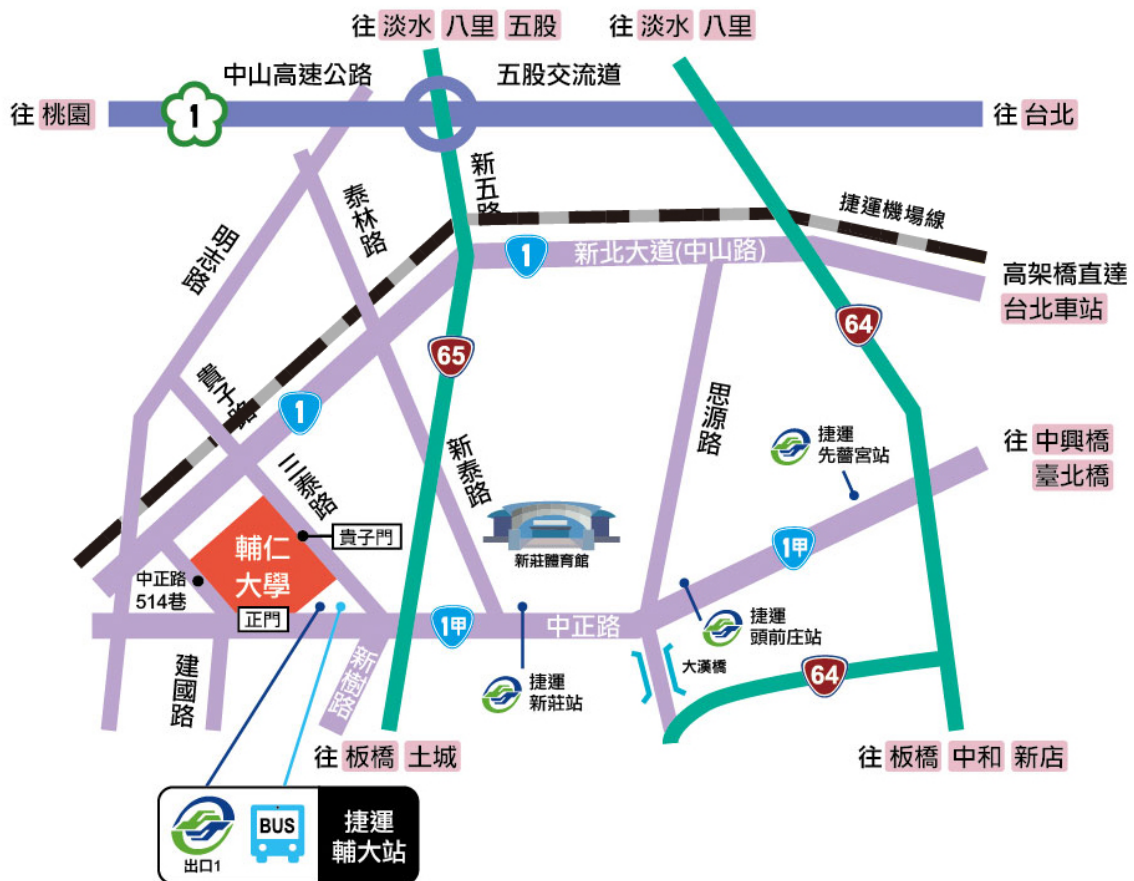 往 淡水 八里 五股
往 淡水 八里
中山高速公路
五股交流道
往 桃園
1
往 台北
新五路
泰林路
捷運機場線
明志路
1
新北大道(中山路)
高架橋直達
台北車站
64
65
貴子路
1
思源路
捷運
先嗇宮站
往 中興橋
臺北橋
新泰路
三泰路
輔仁
大學
貴子門
新莊體育館
1甲
中正路
514巷
正門
1甲
中正路
捷運
頭前庄站
建國路
新樹路
捷運
新莊站
大漢橋
64
往 板橋 土城
往 板橋 中和 新店
BUS
出口1
捷運
輔大站